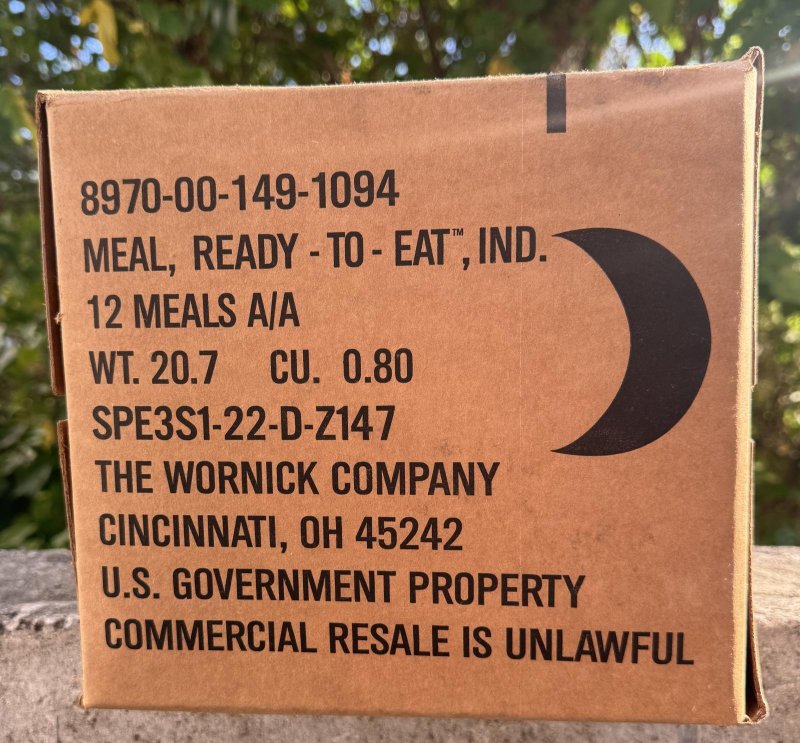 8970-00-149-1094
MEAL, READY - TO - EAT™, IND.
12 MEALS A/A
WT. 20.7 CU. 0.80
SPE3S1-22-D-Z147
THE WORNICK COMPANY
CINCINNATI, OH 45242
U.S. GOVERNMENT PROPERTY
COMMERCIAL RESALE IS UNLAWFUL